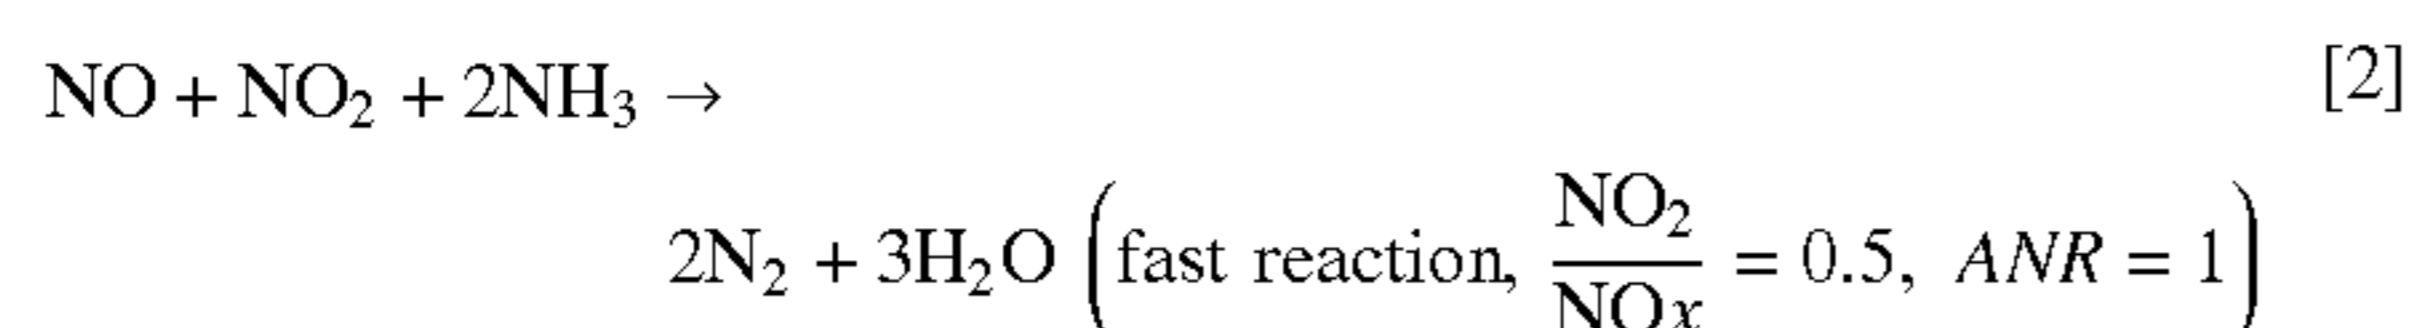 NO + NO₂ + 2NH₃ → [2]
2N₂ + 3H₂O (fast reaction, NO₂/NOx = 0.5, ANR = 1)